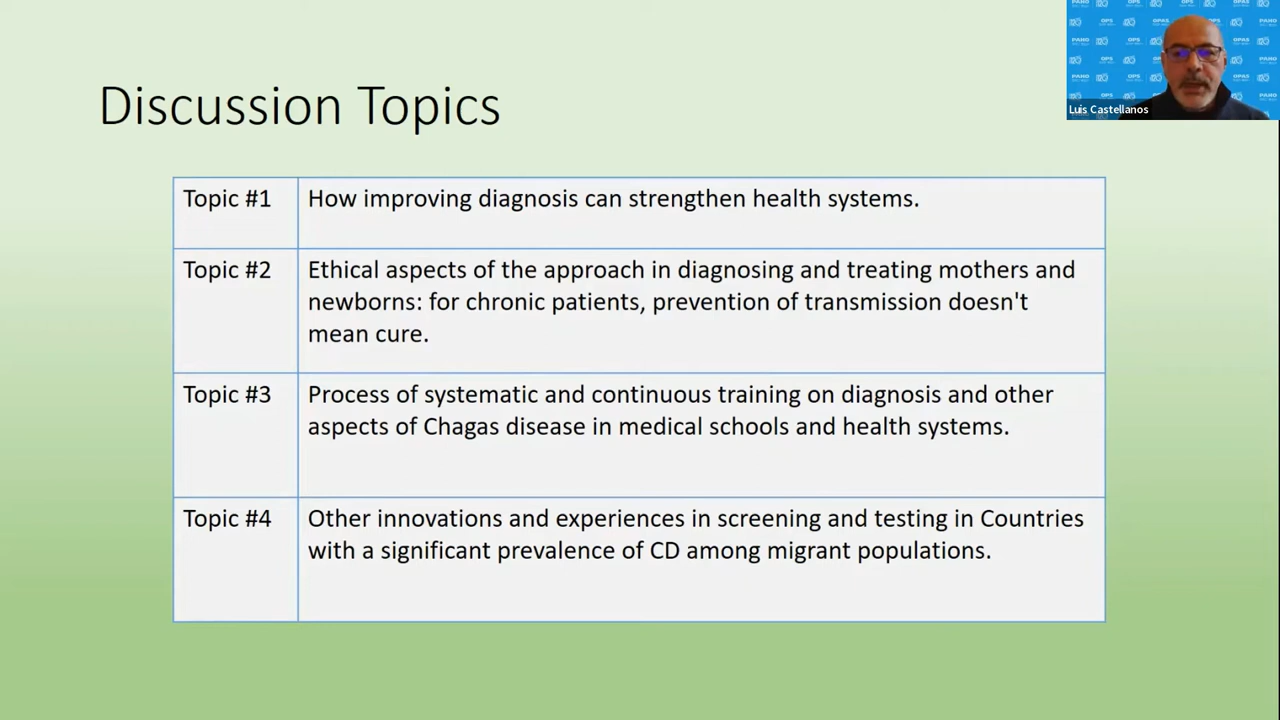 Discussion Topics
Luis Castellanos
PAHO
OPS
OPAS
PAHO
Topic #1
How improving diagnosis can strengthen health systems.
Topic #2
Ethical aspects of the approach in diagnosing and treating mothers and
newborns: for chronic patients, prevention of transmission doesn't
mean cure.
Topic #3
Process of systematic and continuous training on diagnosis and other
aspects of Chagas disease in medical schools and health systems.
Topic #4
Other innovations and experiences in screening and testing in Countries
with a significant prevalence of CD among migrant populations.